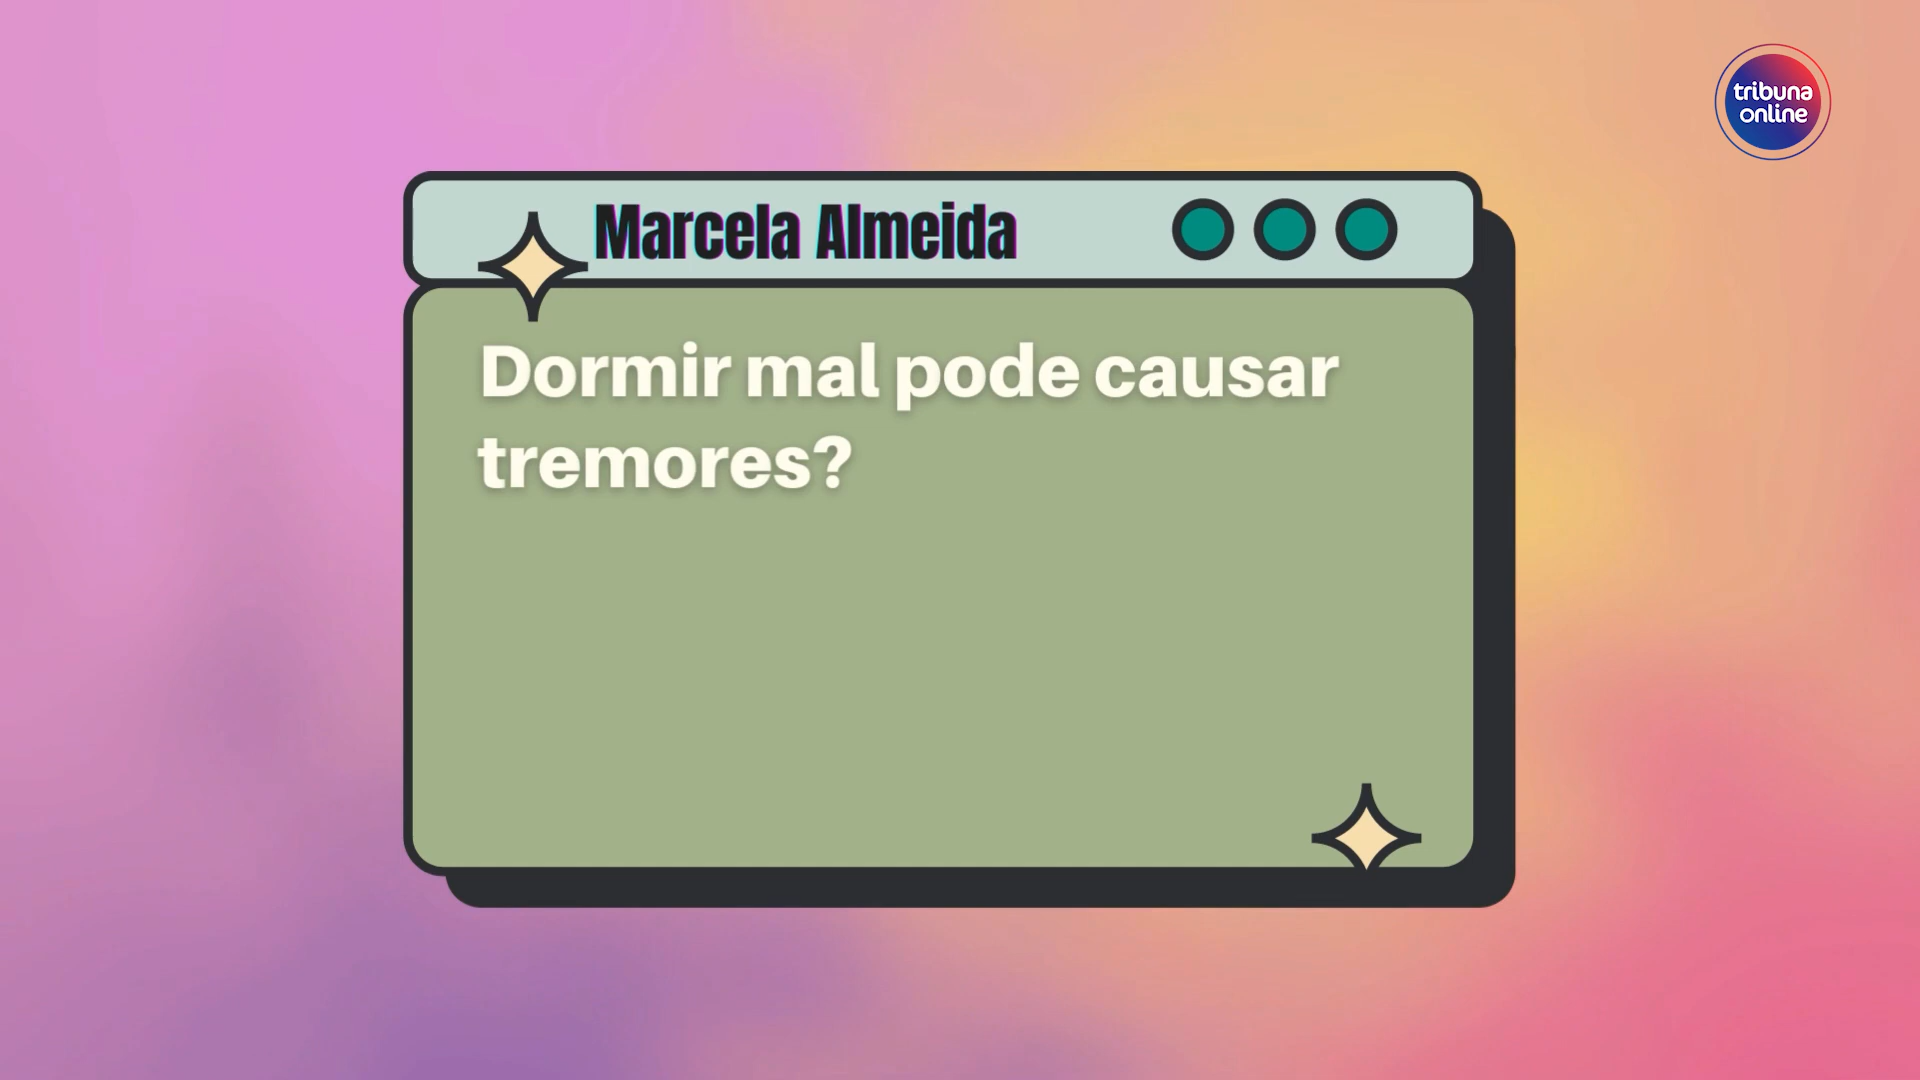 tribuna
online
Marcela Almeida
Dormir mal pode causar
tremores?